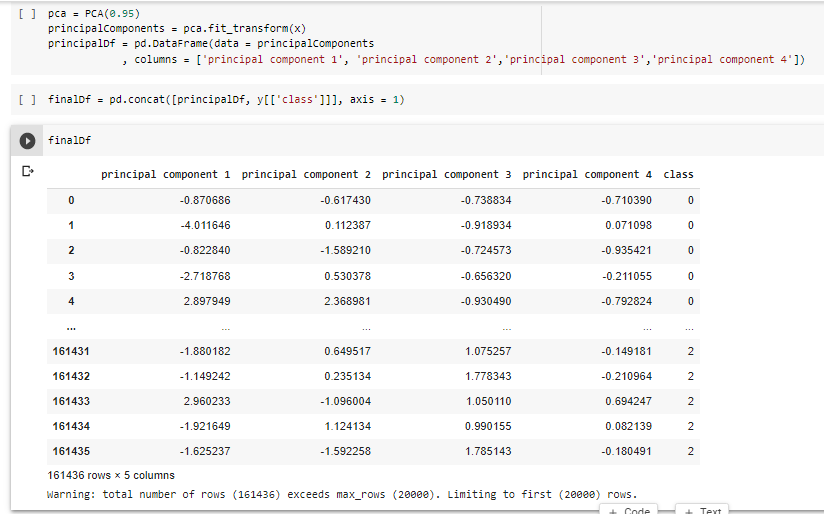 [ ] pca = PCA(0.95)
principalComponents = pca.fit_transform(x)
principalDf = pd.DataFrame(data = principalComponents
, columns = ['principal component 1', 'principal component 2','principal component 3','principal component 4'])
[ ] finalDf = pd.concat([principalDf, y[['class']]], axis = 1)
finalDf
principal component 1 principal component 2 principal component 3 principal component 4 class
0 -0.870686 -0.617430 -0.738834 -0.710390 0
1 -4.011646 0.112387 -0.918934 0.071098 0
2 -0.822840 -1.589210 -0.724573 -0.935421 0
3 -2.718768 0.530378 -0.656320 -0.211055 0
4 2.897949 2.368981 -0.930490 -0.792824 0
... ... ... ... ... ...
161431 -1.880182 0.649517 1.075257 -0.149181 2
161432 -1.149242 0.235134 1.778343 -0.210964 2
161433 2.960233 -1.096004 1.050110 0.694247 2
161434 -1.921649 1.124134 0.990155 0.082139 2
161435 -1.625237 -1.592258 1.785143 -0.180491 2
161436 rows × 5 columns
Warning: total number of rows (161436) exceeds max_rows (20000). Limiting to first (20000) rows.
+ Code + Text